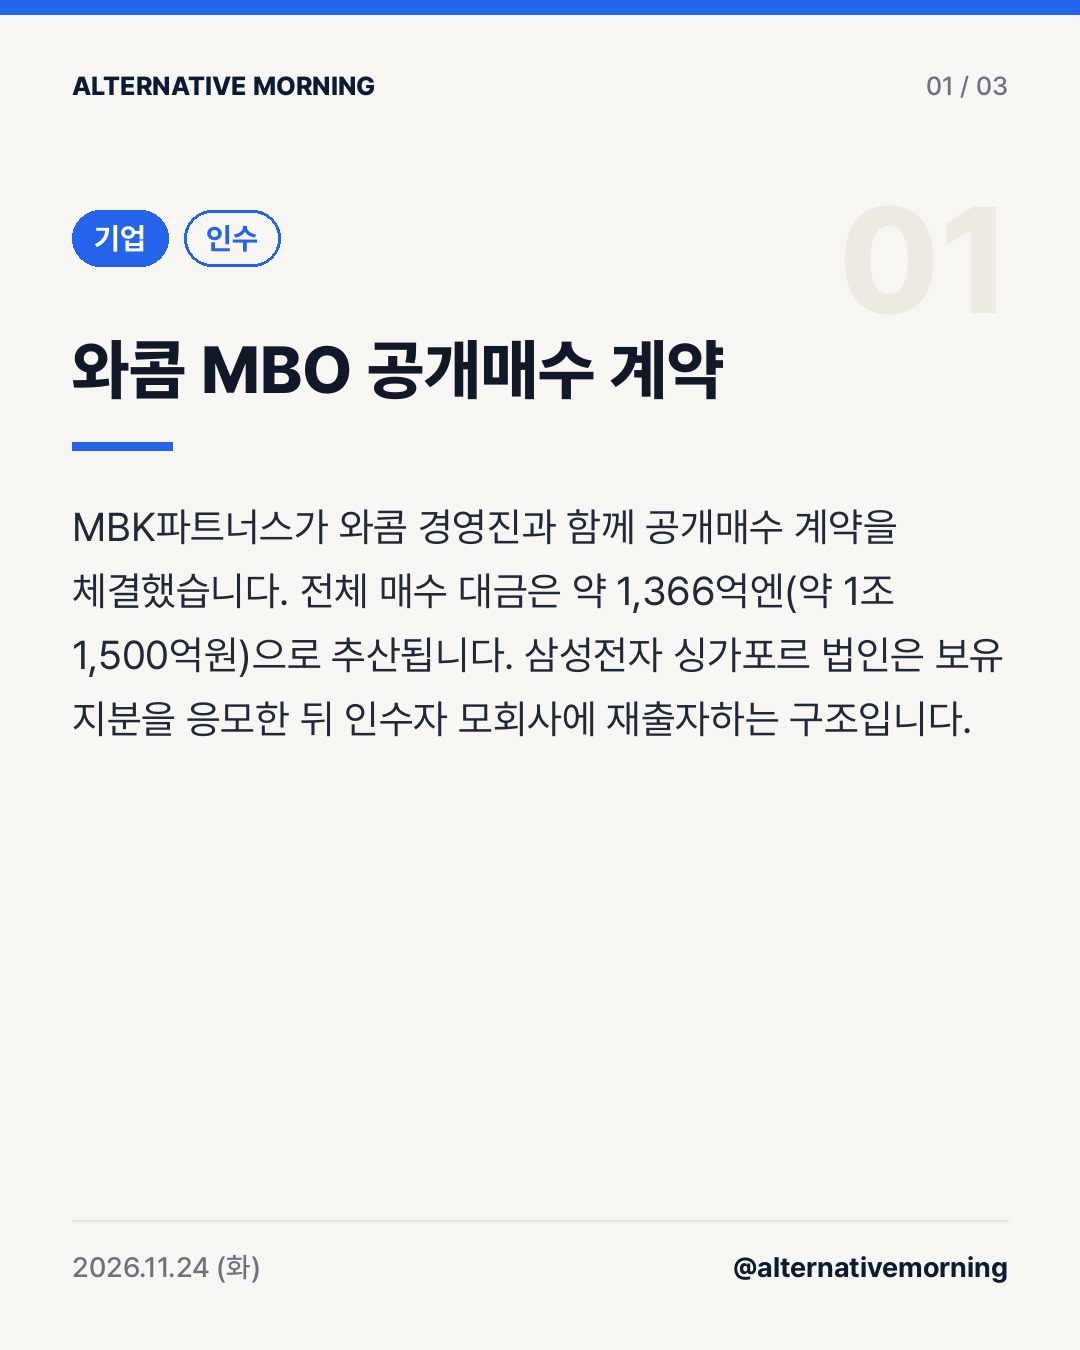 ALTERNATIVE MORNING
01 / 03
기업
인수
01
와콤 MBO 공개매수 계약
MBK파트너스가 와콤 경영진과 함께 공개매수 계약을
체결했습니다. 전체 매수 대금은 약 1,366억엔(약 1조
1,500억원)으로 추산됩니다. 삼성전자 싱가포르 법인은 보유
지분을 응모한 뒤 인수자 모회사에 재출자하는 구조입니다.
2026.11.24 (화)
@alternativemorning